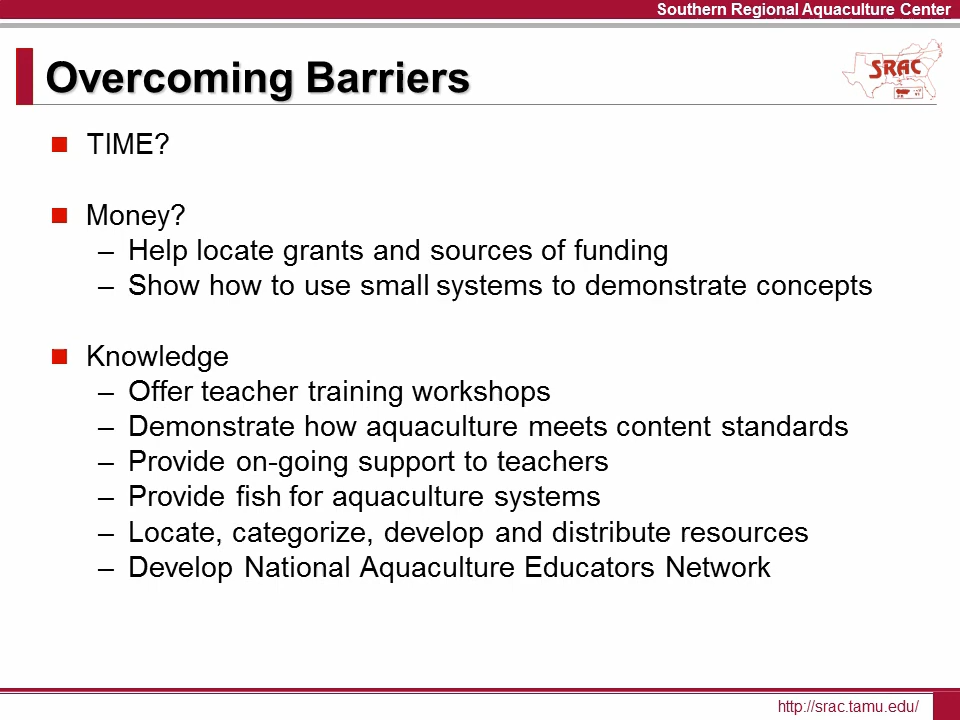 Southern Regional Aquaculture Center
Overcoming Barriers
SRAC
TIME?
Money?
– Help locate grants and sources of funding
– Show how to use small systems to demonstrate concepts
Knowledge
– Offer teacher training workshops
– Demonstrate how aquaculture meets content standards
– Provide on-going support to teachers
– Provide fish for aquaculture systems
– Locate, categorize, develop and distribute resources
– Develop National Aquaculture Educators Network
http://srac.tamu.edu/